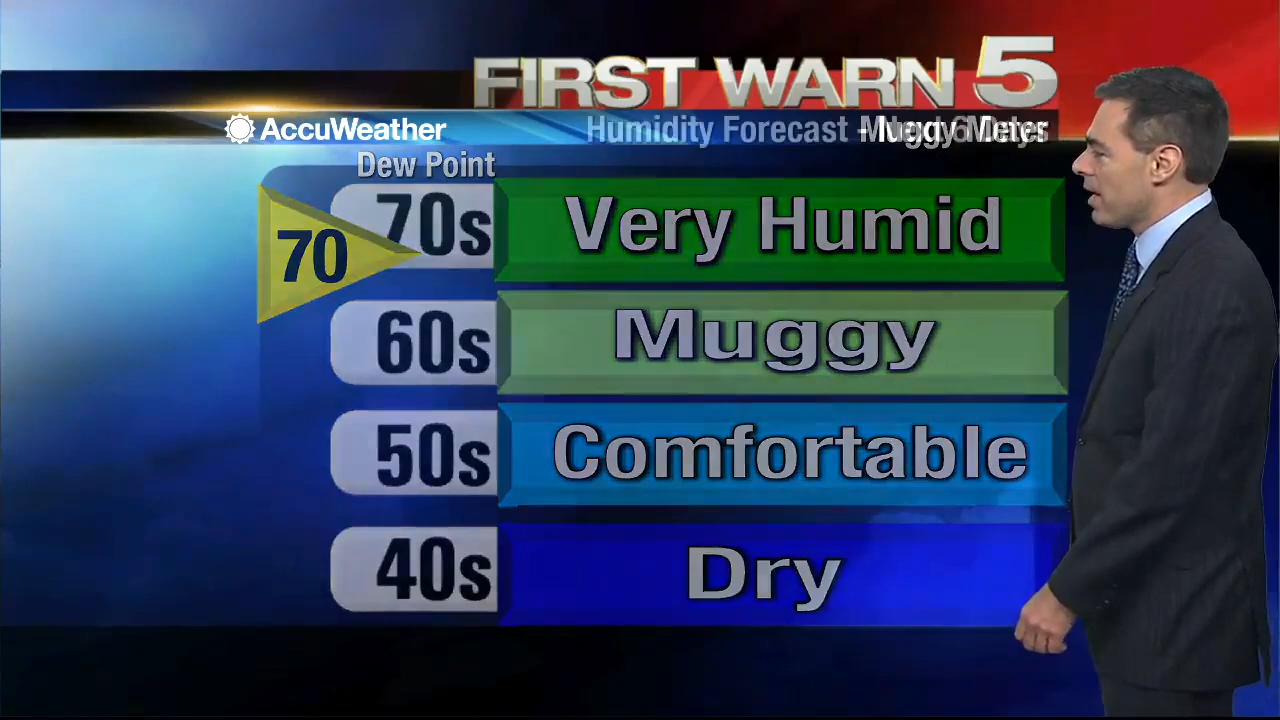 FIRST WARN 5
AccuWeather
Humidity Forecast -
Dew Point
70s Very Humid
70
60s Muggy
50s Comfortable
40s Dry